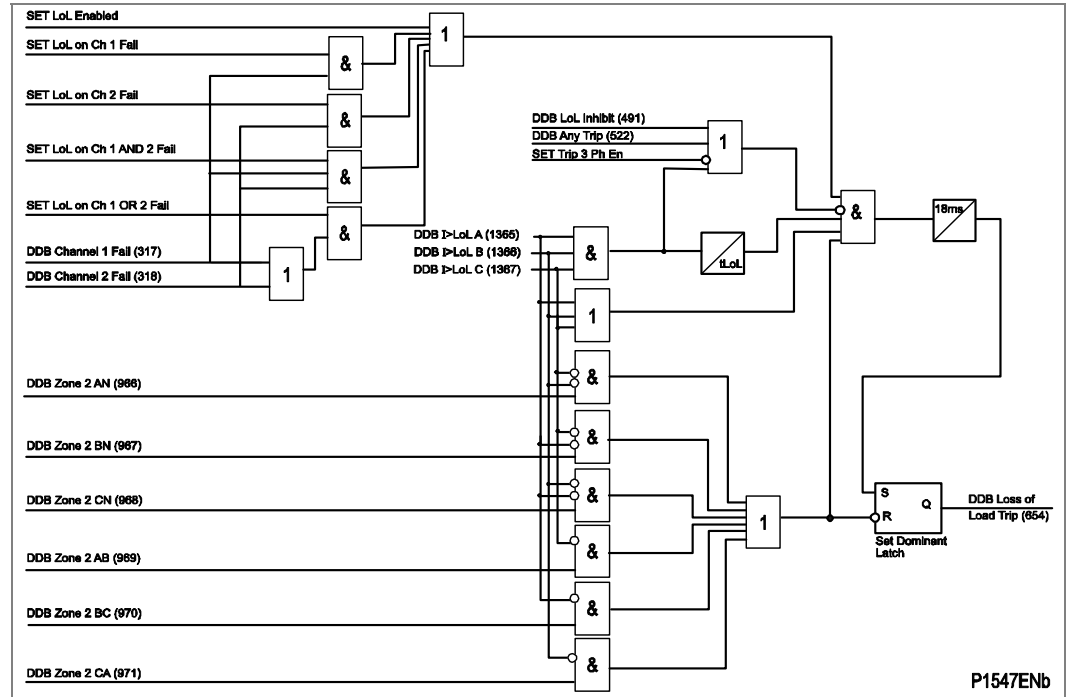 SET LoL Enabled
SET LoL on Ch 1 Fail
SET LoL on Ch 2 Fail
SET LoL on Ch 1 AND 2 Fail
SET LoL on Ch 1 OR 2 Fail
DDB Channel 1 Fail (317)
DDB Channel 2 Fail (318)
&
&
&
&
1
1
DDB LoL Inhibit (491)
DDB Any Trip (522)
SET Trip 3 Ph En
1
DDB I>LoL A (1365)
DDB I>LoL B (1366)
DDB I>LoL C (1367)
&
tLoL
&
18ms
1
DDB Zone 2 AN (966)
&
DDB Zone 2 BN (967)
&
DDB Zone 2 CN (968)
&
DDB Zone 2 AB (969)
&
DDB Zone 2 BC (970)
&
DDB Zone 2 CA (971)
&
1
S
Q
R
Set Dominant
Latch
DDB Loss of
Load Trip (654)
P1547ENb